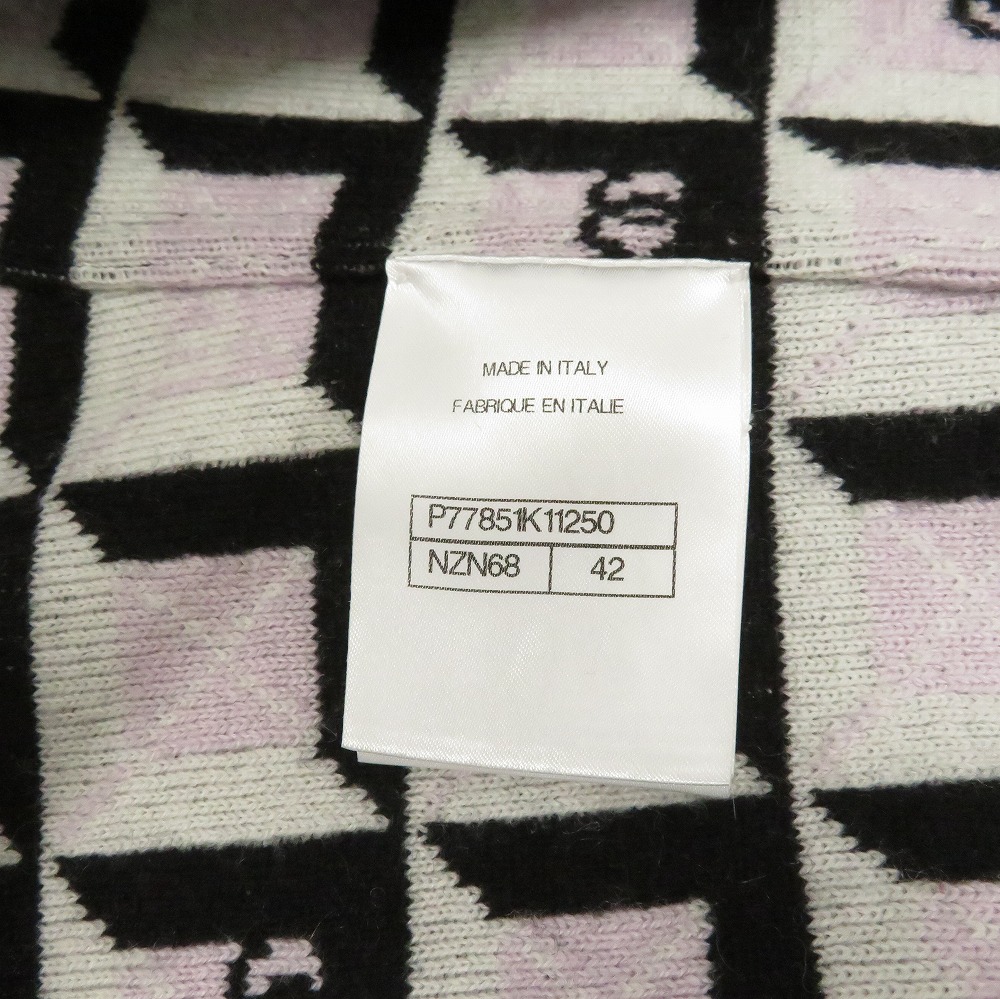 MADE IN ITALY
FABRIQUE EN ITALIE
P77851K11250
NZN68 42